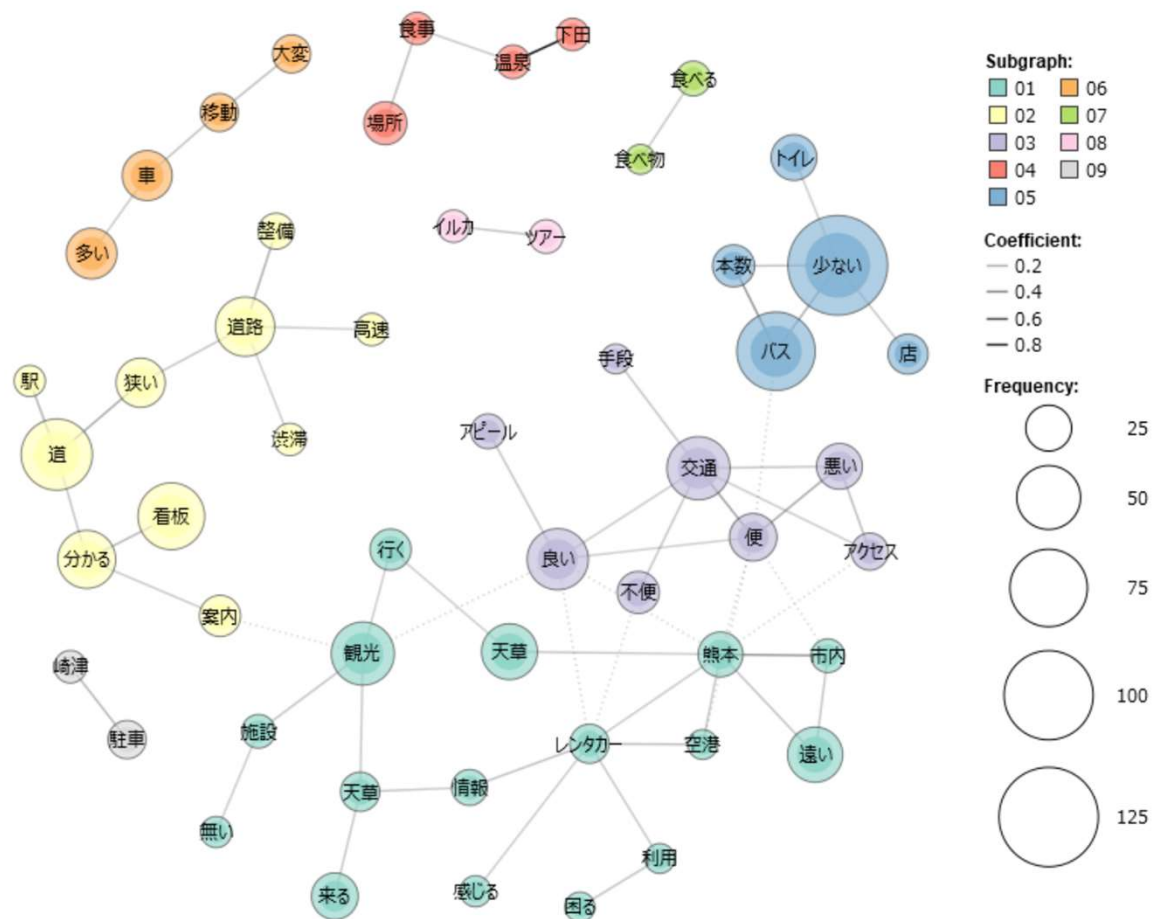 大変
移動
車
多い
食事
温泉
下田
場所
食べる
食べ物
イルカ
ツアー
トイレ
本数
少ない
バス
店
整備
道路
高速
狭い
渋滞
駅
道
看板
分かる
案内
手段
アピール
交通
悪い
良い
便
アクセス
不便
行く
観光
天草
熊本
市内
崎津
駐車
施設
レンタカー
空港
遠い
天草
情報
無い
来る
感じる
利用
困る
Subgraph:
01 06
02 07
03 08
04 09
05
Coefficient:
0.2
0.4
0.6
0.8
Frequency:
25
50
75
100
125